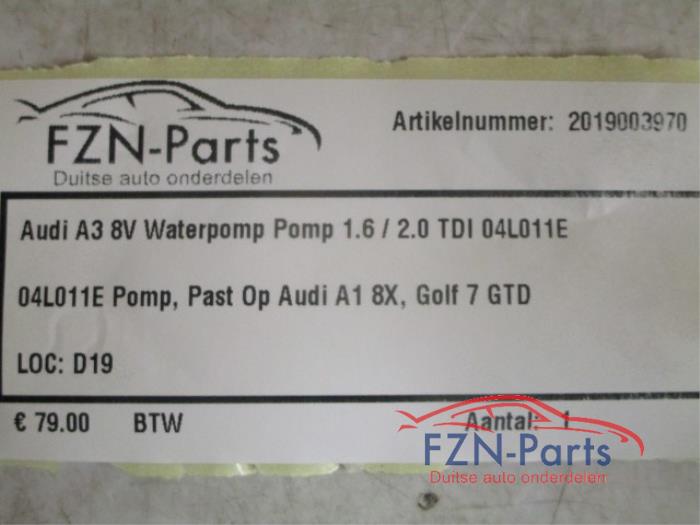 FZN-Parts
Duitse auto onderdelen
Artikelnummer: 2019003970
Audi A3 8V Waterpomp Pomp 1.6 / 2.0 TDI 04L011E
04L011E Pomp, Past Op Audi A1 8X, Golf 7 GTD
LOC: D19
€ 79.00 BTW Aantal: 1
FZN-Parts
Duitse auto onderdelen